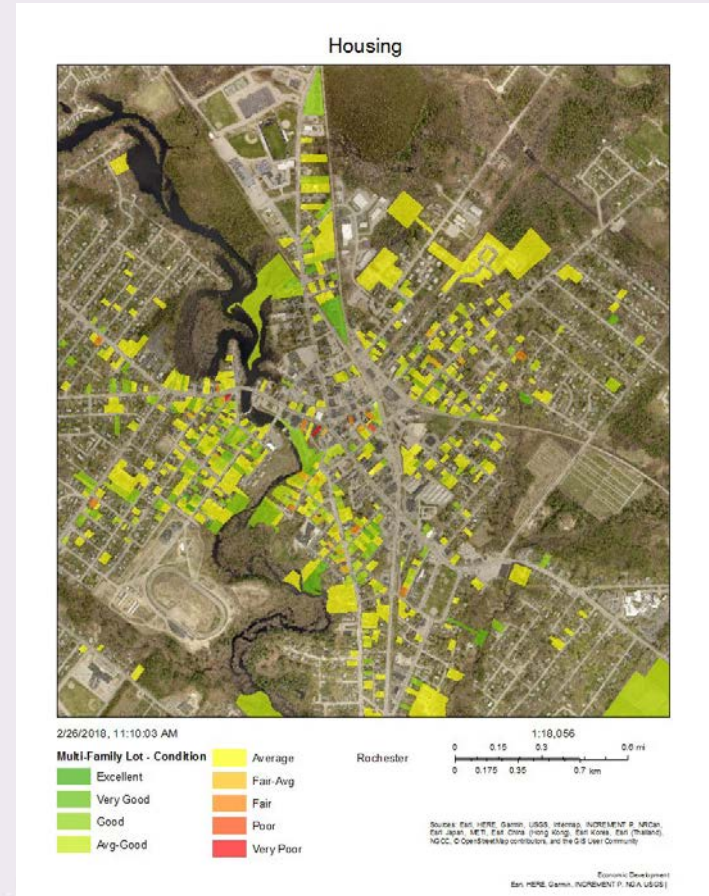 Housing
2/26/2018, 11:10:03 AM
Multi-Family Lot - Condition
Excellent
Very Good
Good
Avg-Good
Average
Fair-Avg
Fair
Poor
Very Poor
Rochester
1:18,056
0 0.15 0.3 0.6 mi
0 0.175 0.35 0.7 km
Sources: Esri, HERE, Garmin, USGS, Intermap, INCREMENT P, NRCan,
Esri Japan, METI, Esri China (Hong Kong), Esri Korea, Esri (Thailand),
NGCC, © OpenStreetMap contributors, and the GIS User Community
Economic Development
Esri, HERE, Garmin, INCREMENT P, NGA, USGS |